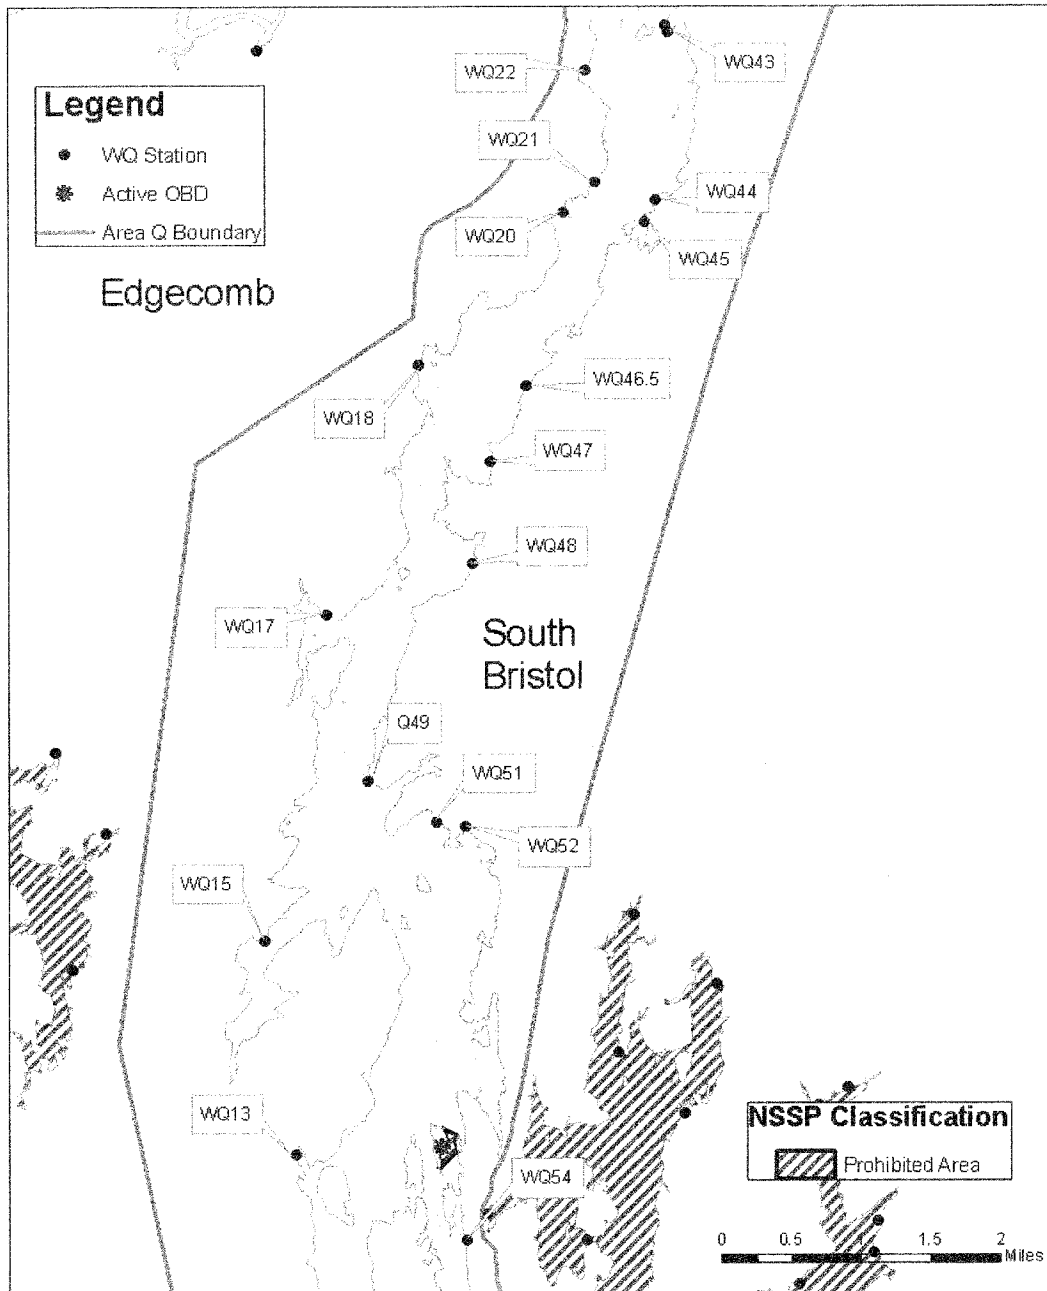 WQ43
WQ22
Legend
WQ Station
Active OBD
Area Q Boundary
WQ21
WQ44
WQ20
WQ45
Edgecomb
WQ46.5
WQ18
WQ47
WQ48
WQ17
South
Bristol
Q49
WQ51
WQ52
WQ15
WQ13
NSSP Classification
Prohibited Area
WQ54
0 0.5 1 1.5 2
Miles